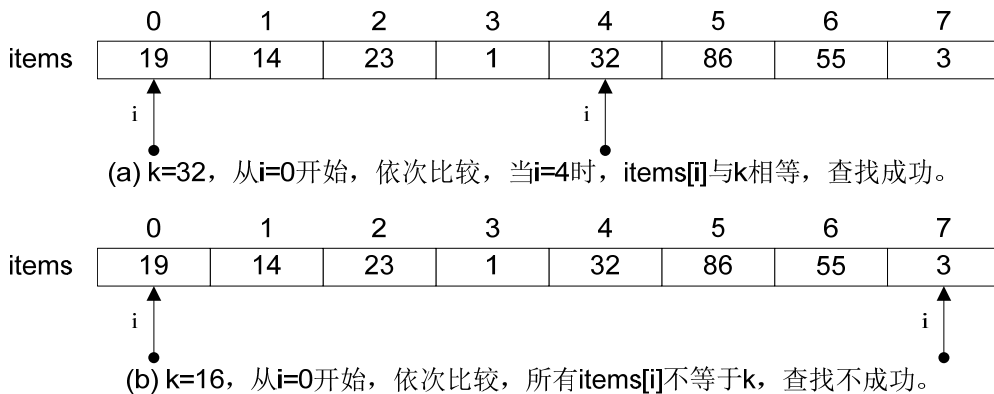 0 1 2 3 4 5 6 7
items 19 14 23 1 32 86 55 3
i i
(a) k=32，从i=0开始，依次比较，当i=4时，items[i]与k相等，查找成功。
0 1 2 3 4 5 6 7
items 19 14 23 1 32 86 55 3
i i
(b) k=16，从i=0开始，依次比较，所有items[i]不等于k，查找不成功。